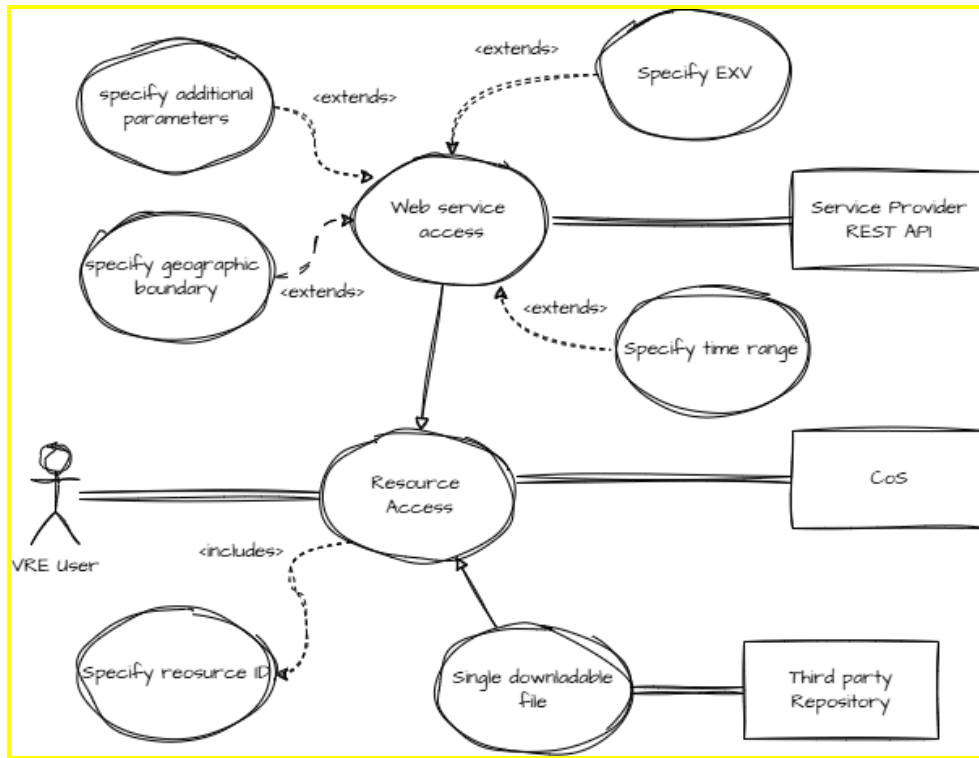 <extends>
Specify EXV
specify additional
parameters
<extends>
Web service
access
Service Provider
REST API
specify geographic
boundary
<extends>
<extends>
Specify time range
Resource
Access
CoS
VRE User
<includes>
Specify reosurce ID
Single downladable
file
Third party
Repository